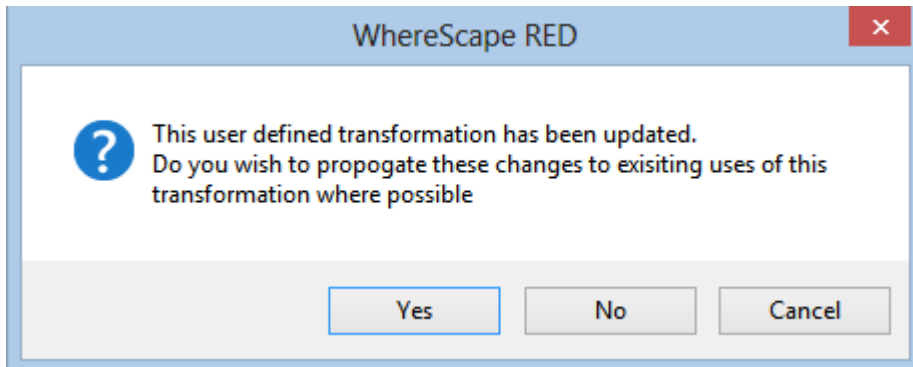 WhereScape RED
This user defined transformation has been updated.
Do you wish to propogate these changes to exisiting uses of this
transformation where possible
Yes No Cancel